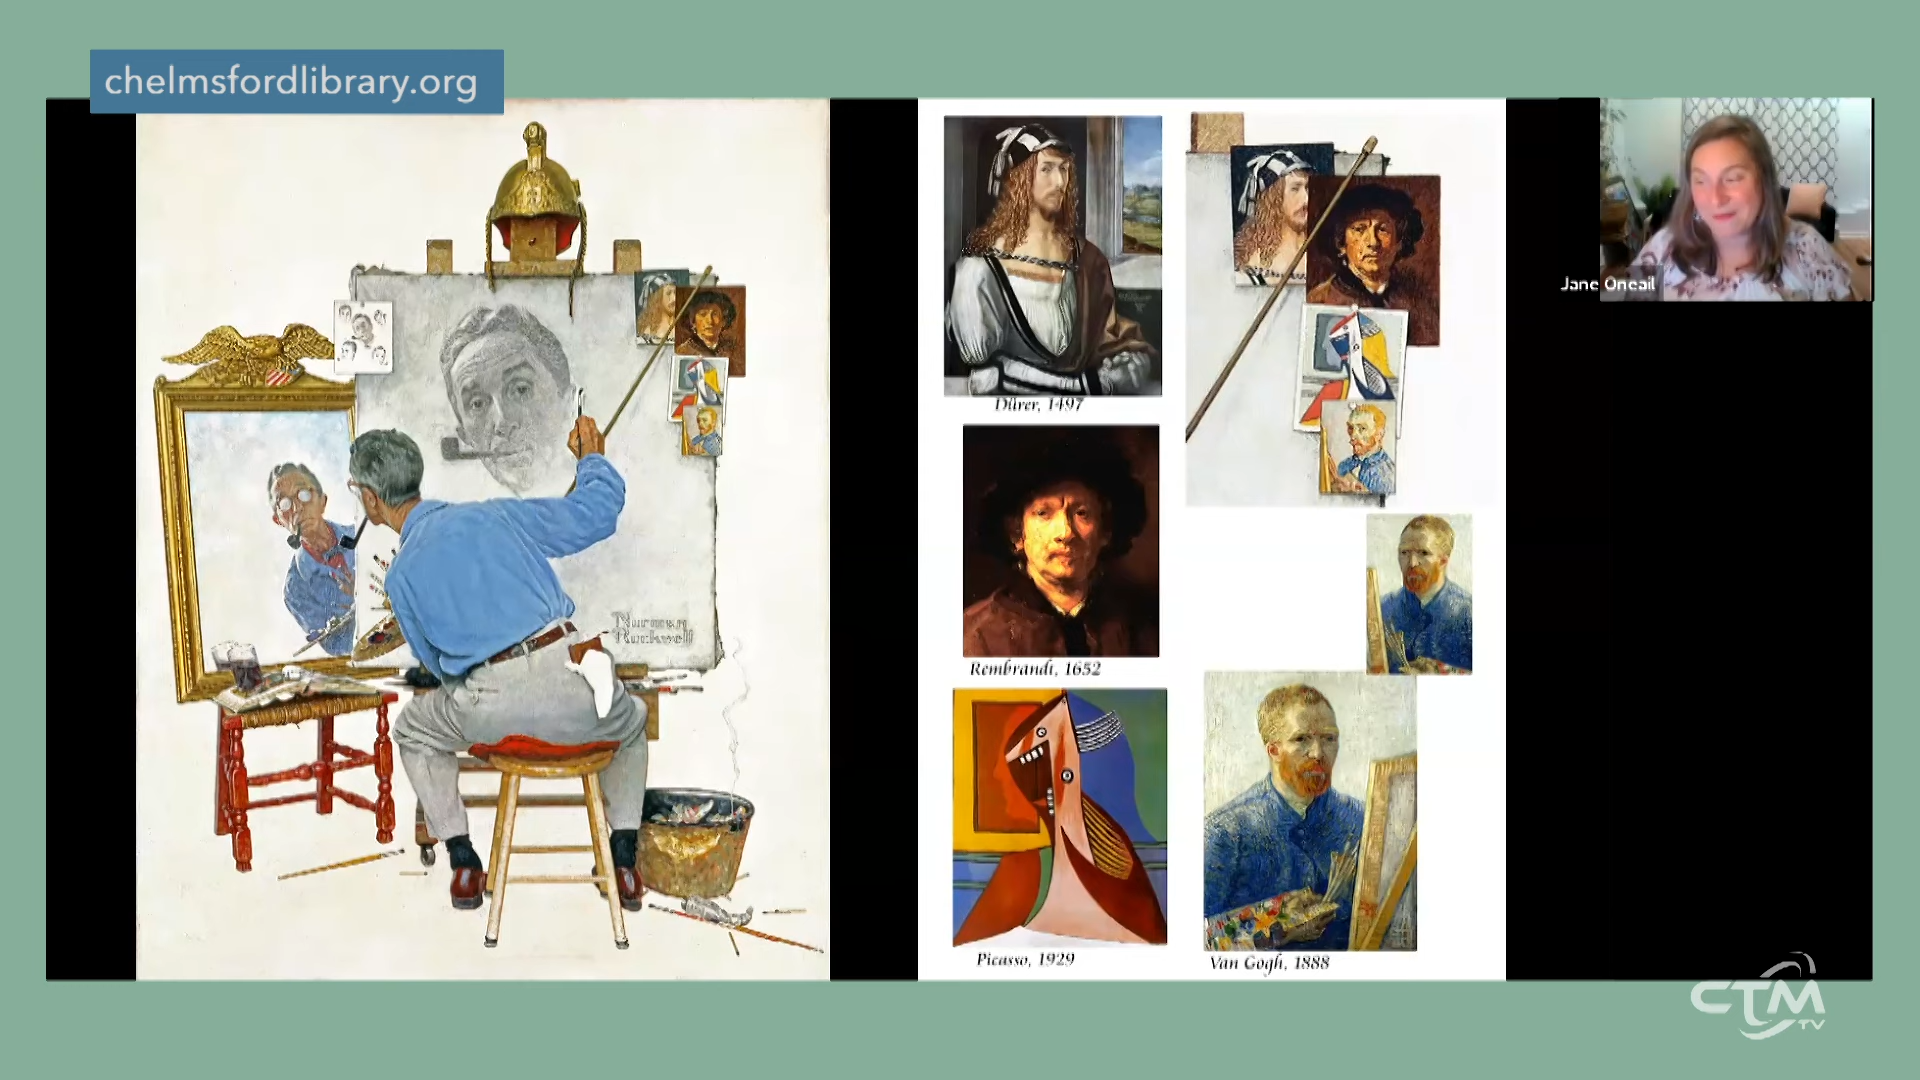 chelmsfordlibrary.org
Jane Oneail
Norman
Rockwell
Dürer, 1497
Rembrandt, 1652
Picasso, 1929
Van Gogh, 1888
CTM
TV